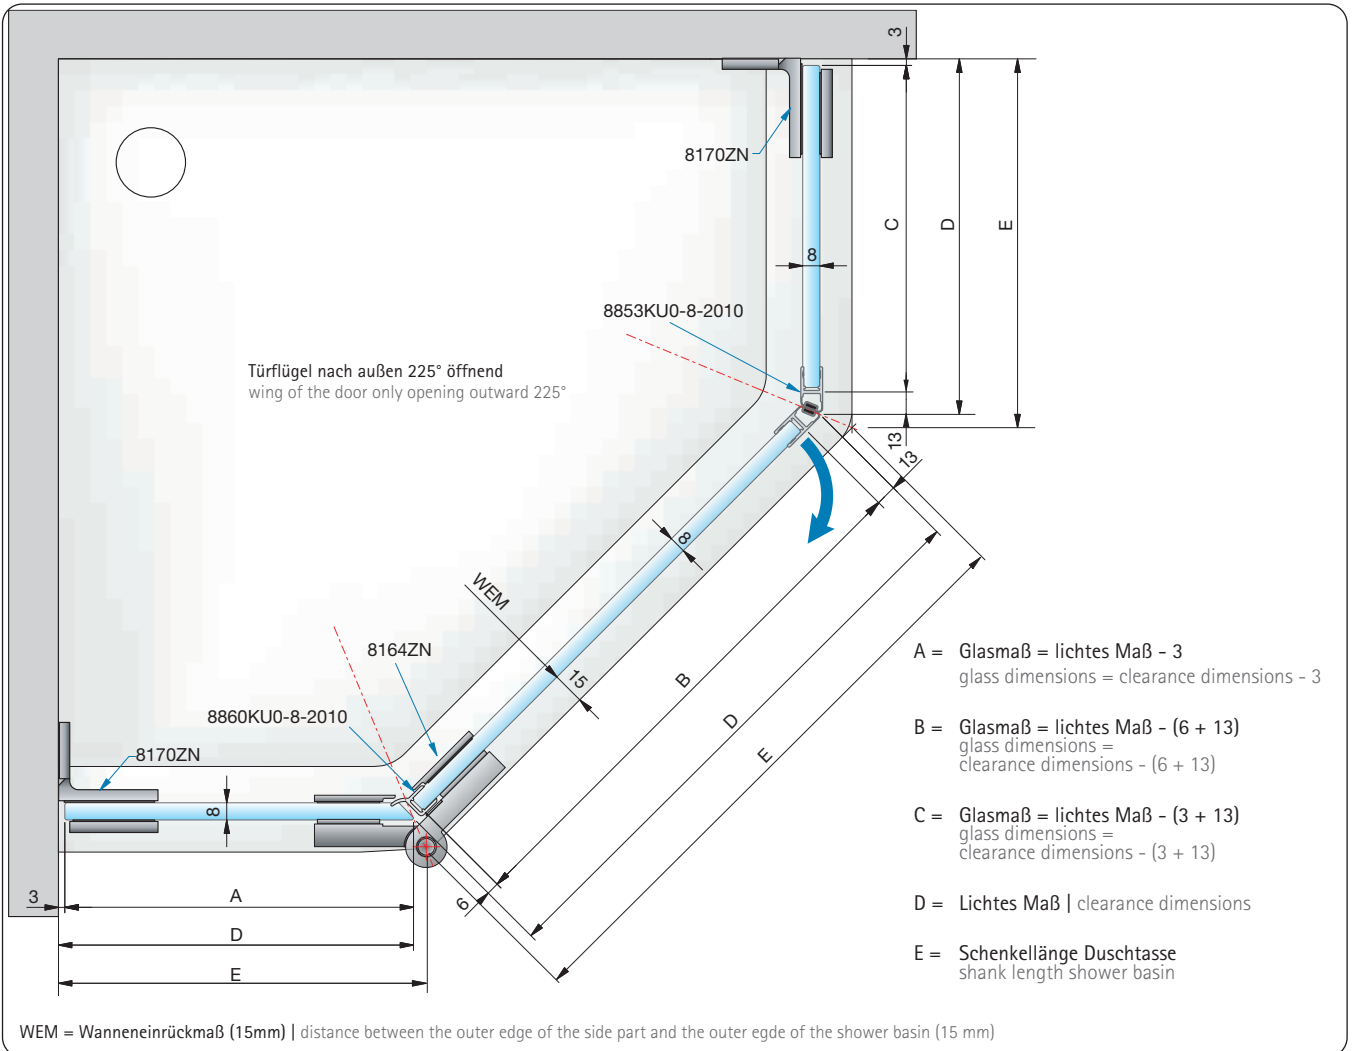 3
8170ZN
C
D
E
8
8853KU0-8-2010
Türflügel nach außen 225° öffnend
wing of the door only opening outward 225°
13
13
8
WEM
15
8164ZN
B
D
E
8860KU0-8-2010
8170ZN
8
6
3
A
D
E
A = Glasmaß = lichtes Maß - 3
glass dimensions = clearance dimensions - 3
B = Glasmaß = lichtes Maß - (6 + 13)
glass dimensions =
clearance dimensions - (6 + 13)
C = Glasmaß = lichtes Maß - (3 + 13)
glass dimensions =
clearance dimensions - (3 + 13)
D = Lichtes Maß | clearance dimensions
E = Schenkellänge Duschtasse
shank length shower basin
WEM = Wanneneinrückmaß (15mm) | distance between the outer edge of the side part and the outer egde of the shower basin (15 mm)